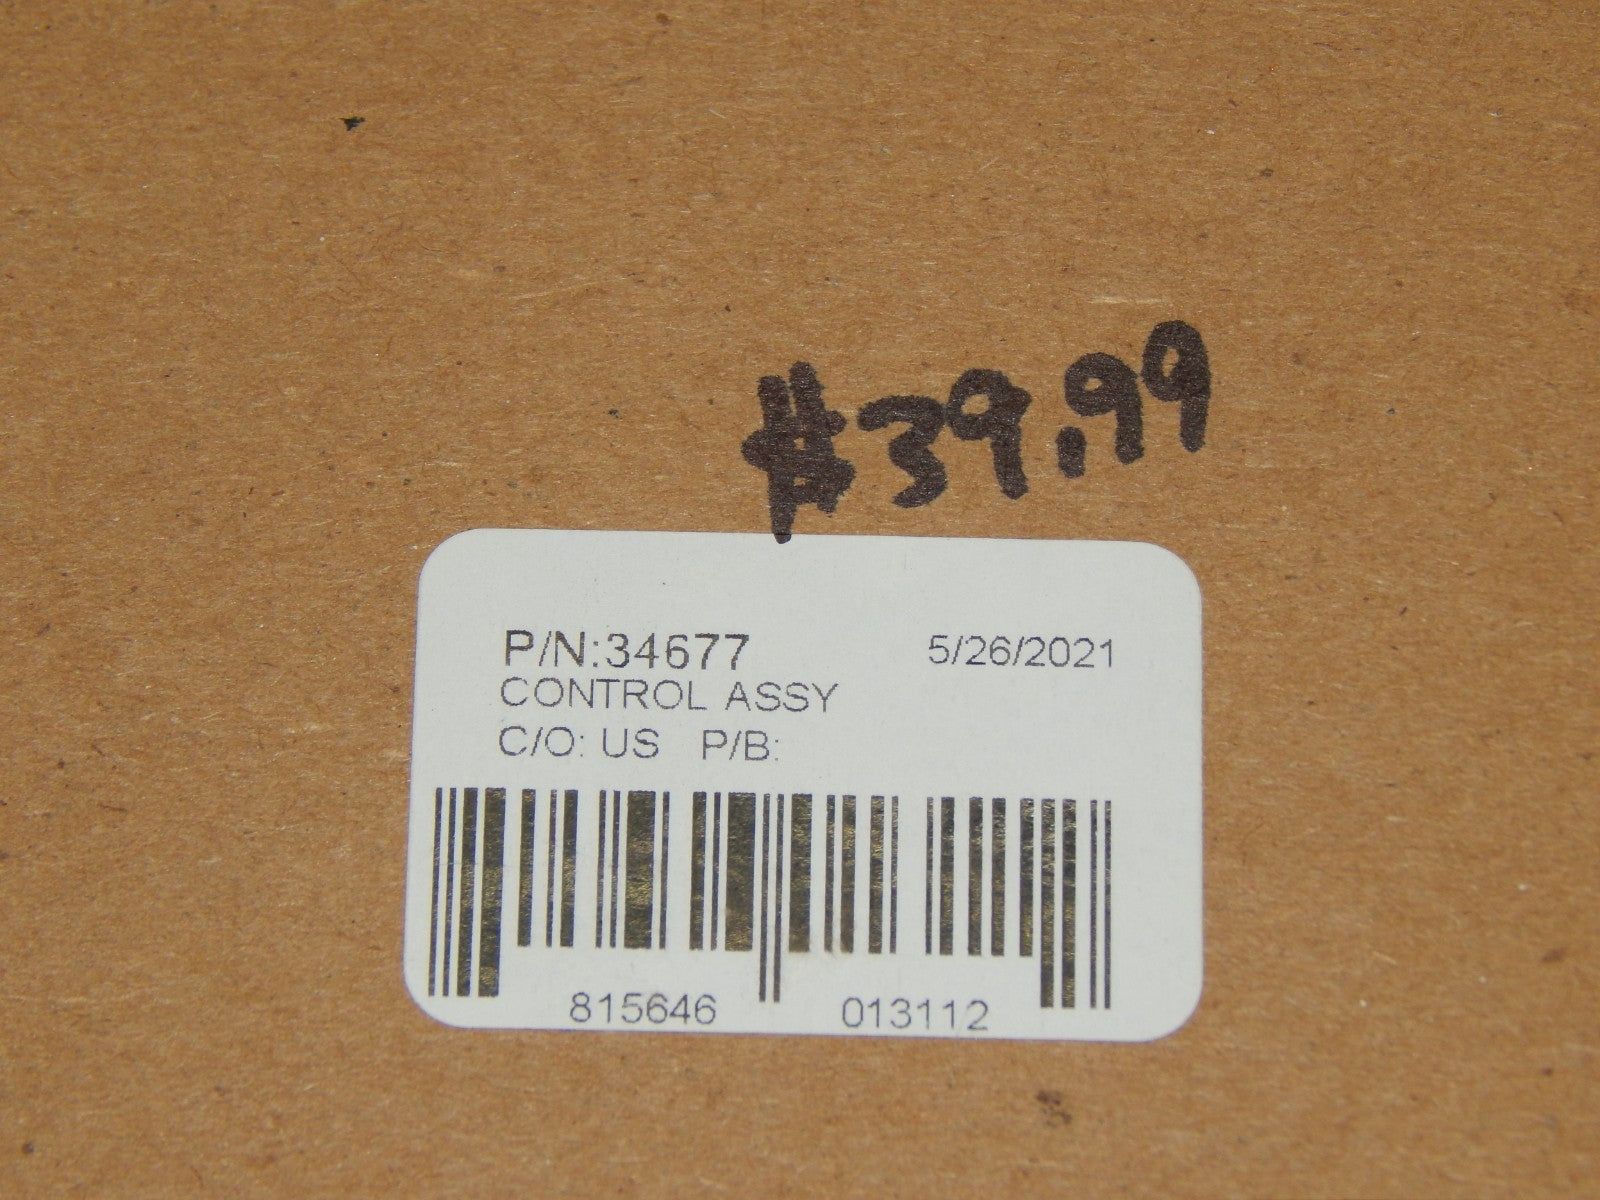 $39.99
P/N:34677 5/26/2021
CONTROL ASSY
C/O: US P/B:
815646 013112